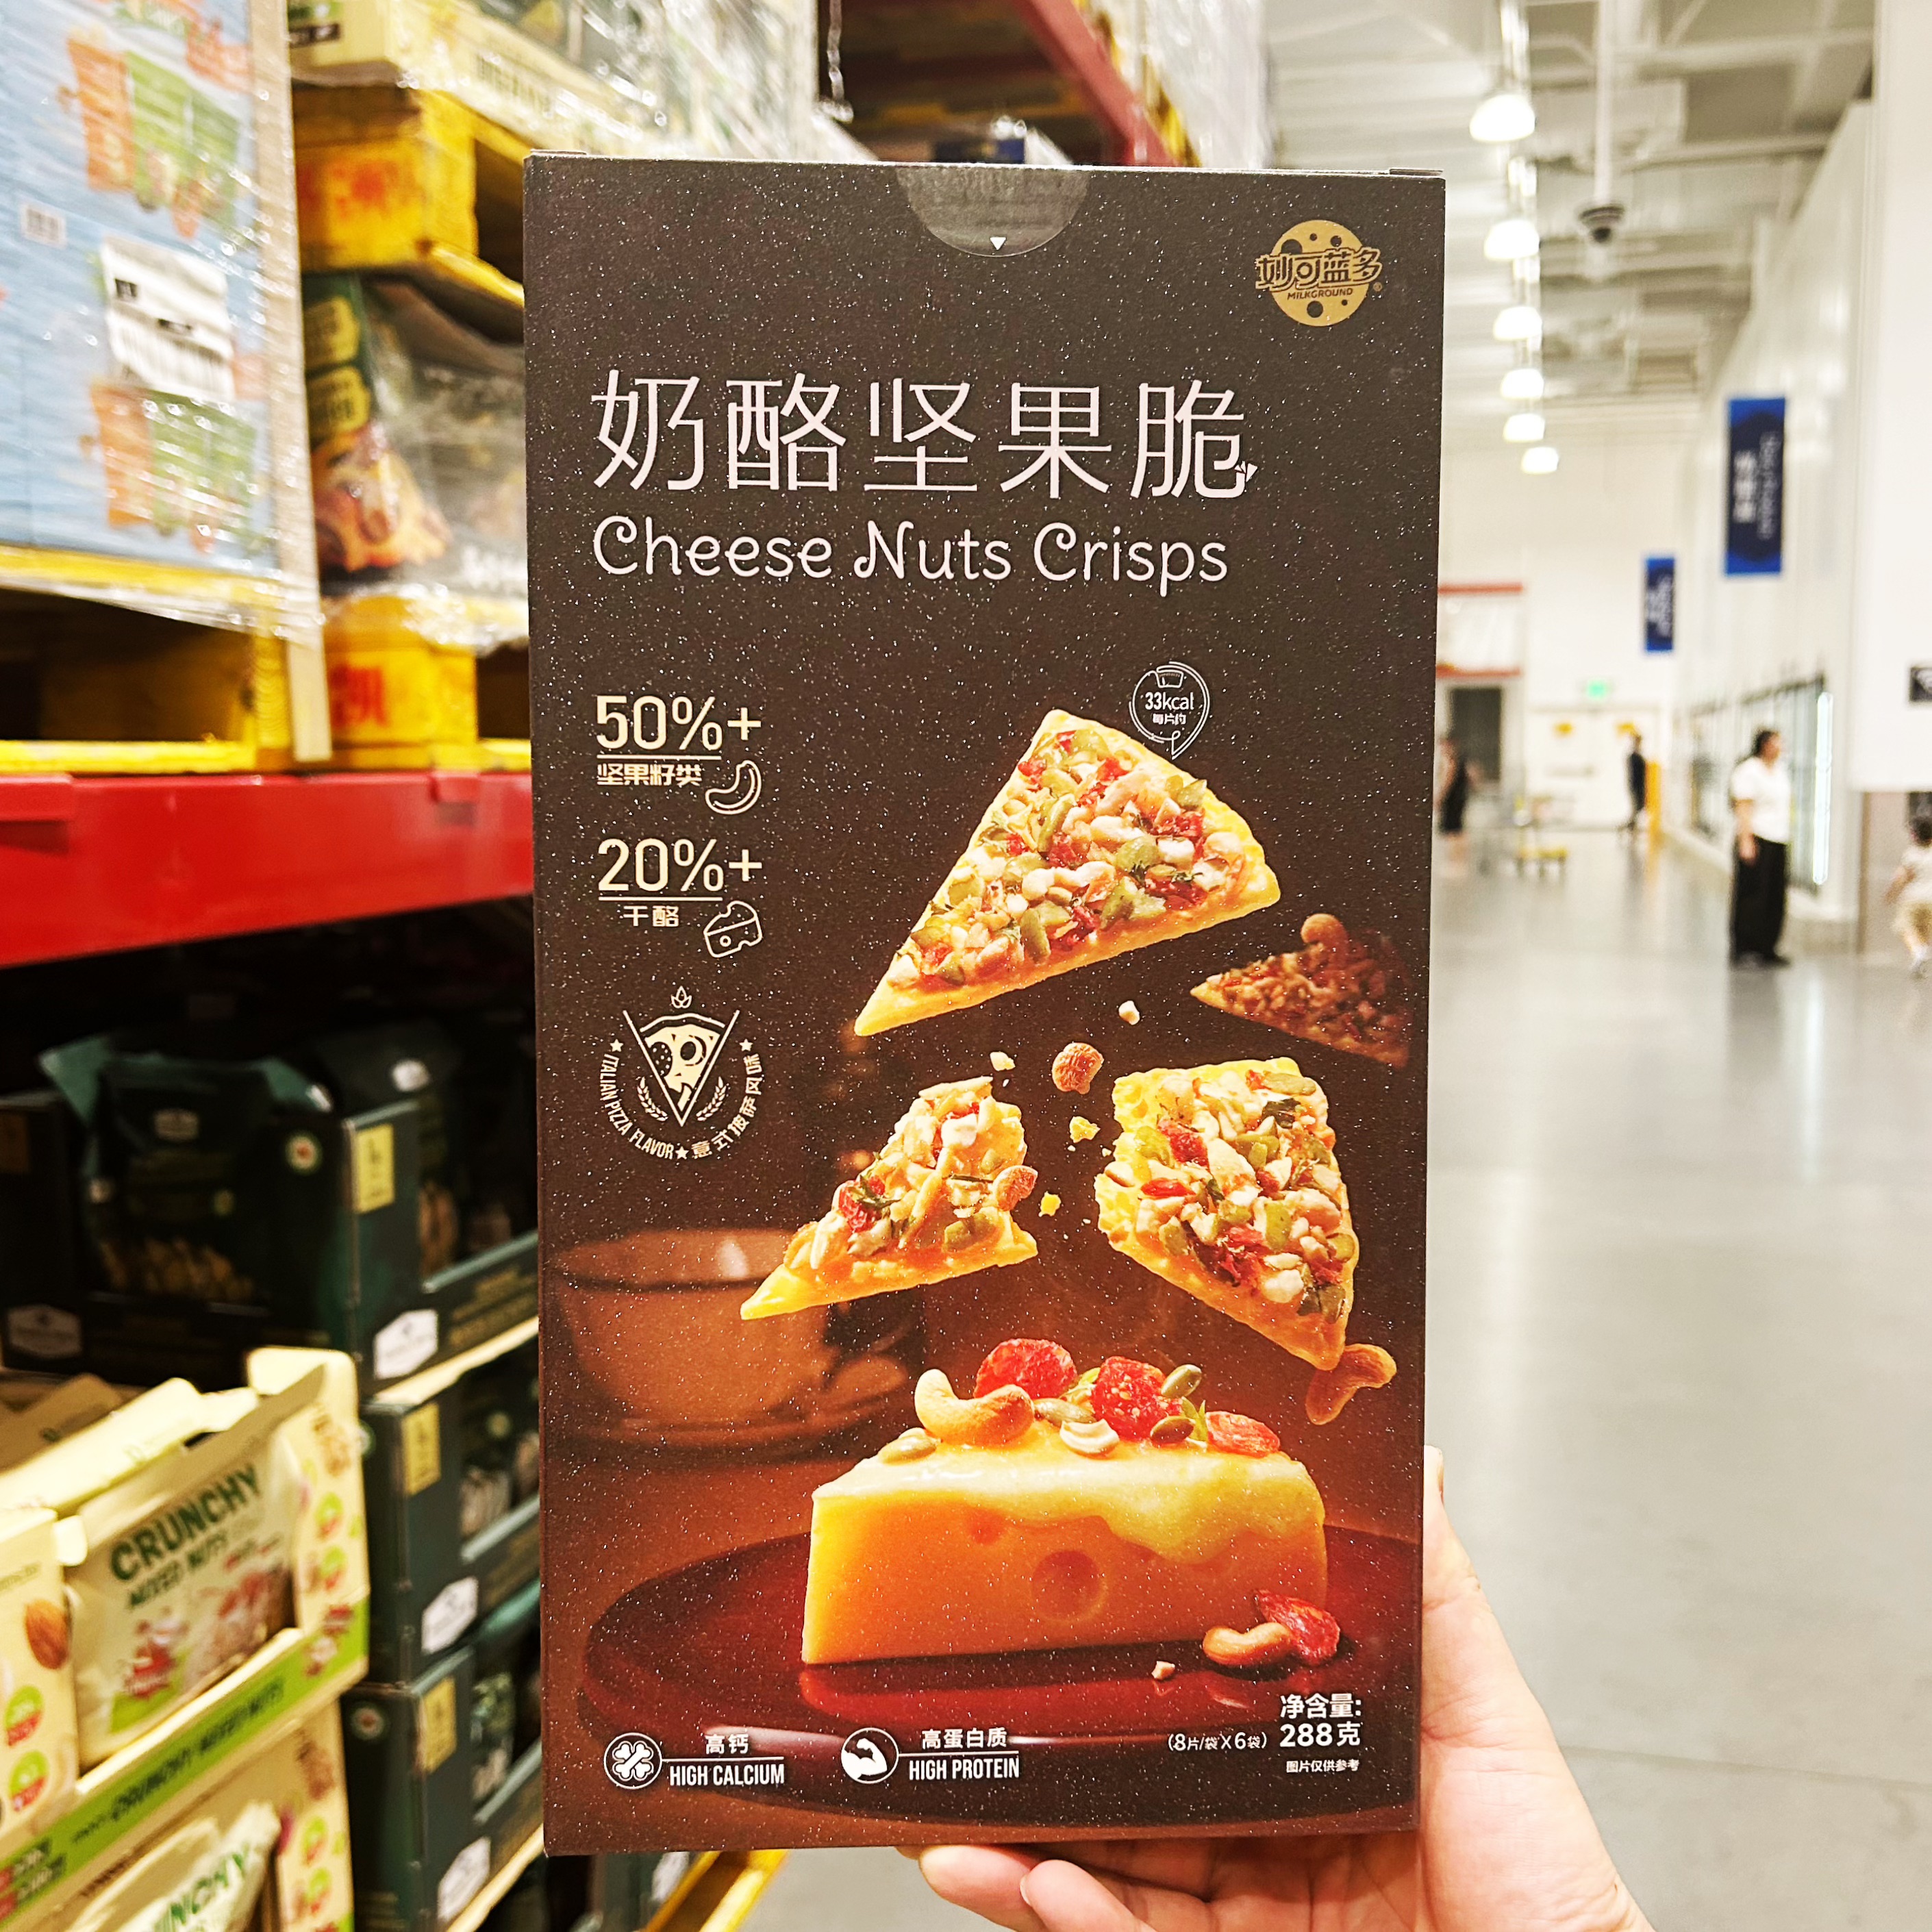 妙可蓝多
MILKGROUND
奶酪坚果脆
Cheese Nuts Crisps
33kcal
每片约
50%+
坚果籽类
20%+
干酪
ITALIAN PIZZA FLAVOR★意式披萨风味
高钙
HIGH CALCIUM
高蛋白质
HIGH PROTEIN
净含量:
(8片/袋X6袋) 288克
图片仅供参考
CRUNCHY
MIXED NUTS
CRUNCHY MIXED NUTS